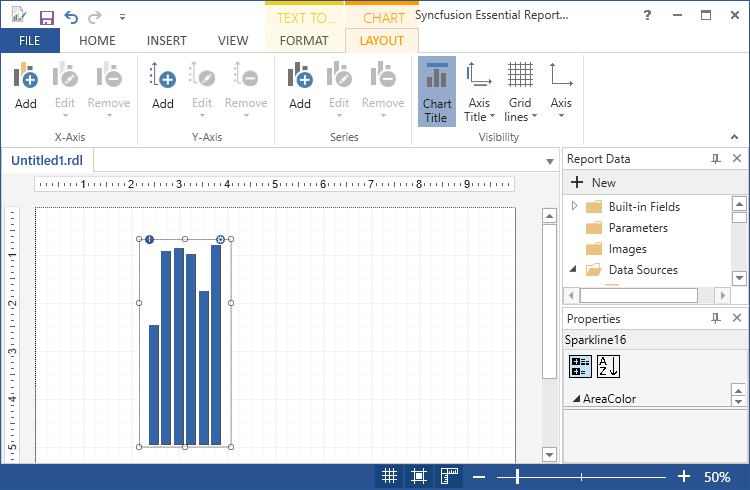 TEXT TO... CHART Syncfusion Essential Report... ?
FILE HOME INSERT VIEW FORMAT LAYOUT
Add Edit Remove Add Edit Remove Add Edit Remove Chart Title Axis Title Grid lines Axis
X-Axis Y-Axis Series Visibility
Untitled1.rdl
1 2 3 4 5 6 7 8 9
1
2
3
4
5
Report Data
New
Built-in Fields
Parameters
Images
Data Sources
Properties
Sparkline16
A
Z
AreaColor
50%